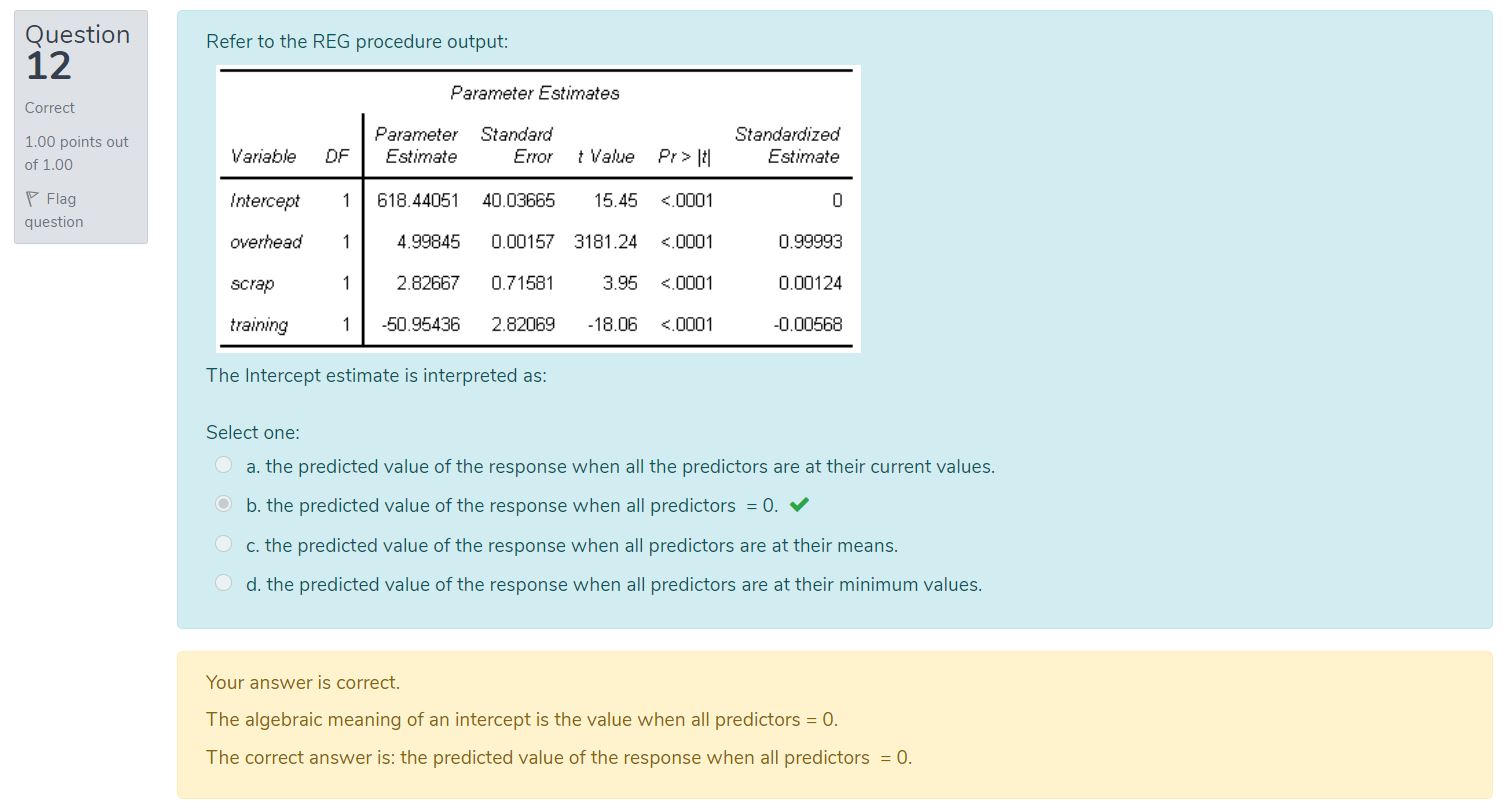 Question
12
Correct
1.00 points out
of 1.00
Flag
question
Refer to the REG procedure output:
Parameter Estimates
Parameter Standard Standardized
Variable DF Estimate Error t Value Pr > |t| Estimate
Intercept 1 618.44051 40.03665 15.45 <.0001 0
overhead 1 4.99845 0.00157 3181.24 <.0001 0.99993
scrap 1 2.82667 0.71581 3.95 <.0001 0.00124
training 1 -50.95436 2.82069 -18.06 <.0001 -0.00568
The Intercept estimate is interpreted as:
Select one:
a. the predicted value of the response when all the predictors are at their current values.
b. the predicted value of the response when all predictors = 0.
c. the predicted value of the response when all predictors are at their means.
d. the predicted value of the response when all predictors are at their minimum values.
Your answer is correct.
The algebraic meaning of an intercept is the value when all predictors = 0.
The correct answer is: the predicted value of the response when all predictors = 0.